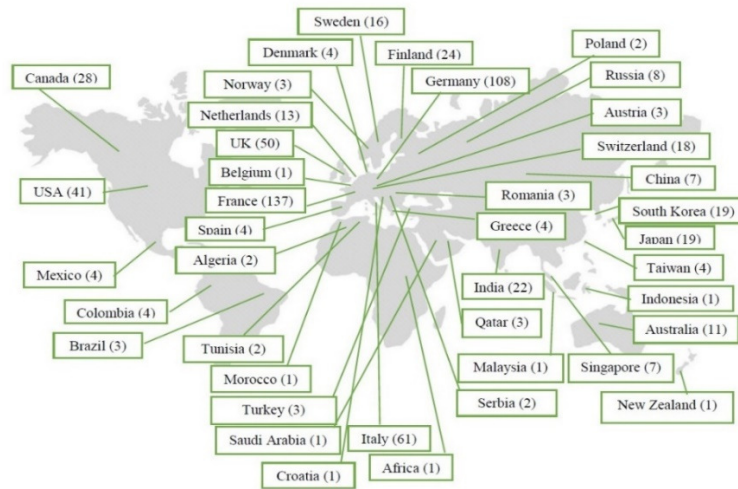 Sweden (16)
Denmark (4)
Finland (24)
Poland (2)
Canada (28)
Norway (3)
Germany (108)
Russia (8)
Netherlands (13)
Austria (3)
UK (50)
Switzerland (18)
Belgium (1)
China (7)
USA (41)
France (137)
Romania (3)
South Korea (19)
Spain (4)
Greece (4)
Japan (19)
Algeria (2)
Taiwan (4)
Mexico (4)
India (22)
Indonesia (1)
Colombia (4)
Qatar (3)
Australia (11)
Brazil (3)
Tunisia (2)
Malaysia (1)
Singapore (7)
Morocco (1)
Turkey (3)
Serbia (2)
New Zealand (1)
Saudi Arabia (1)
Italy (61)
Croatia (1)
Africa (1)